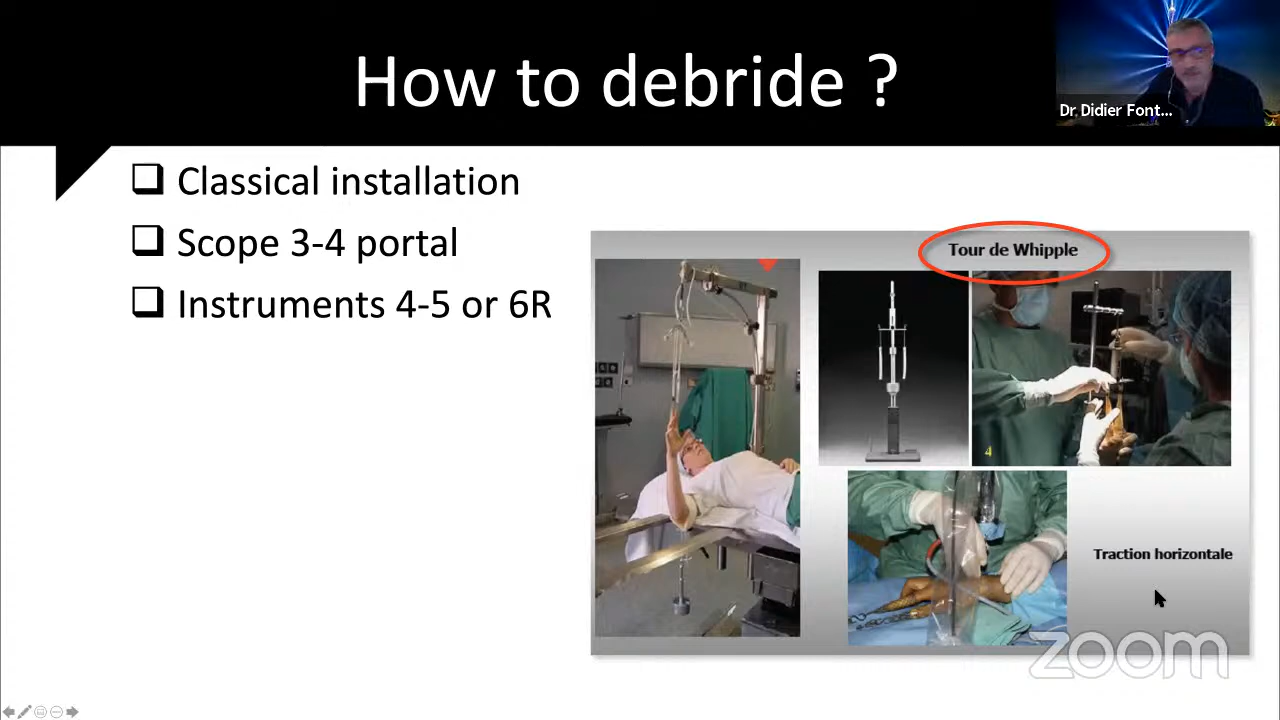 How to debride ?
Dr Didier Font...
Classical installation
Scope 3-4 portal
Instruments 4-5 or 6R
Tour de Whipple
4
Traction horizontale
zoom